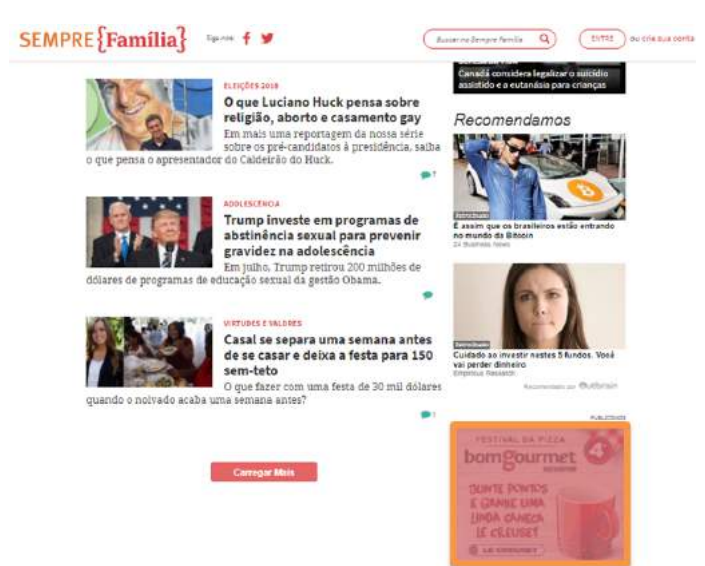 SEMPRE{Família}
Siga-nos:
Buscar no Sempre Família
ENTRE
ou crie sua conta
ELEIÇÕES 2018
O que Luciano Huck pensa sobre
religião, aborto e casamento gay
Em mais uma reportagem da nossa série
sobre os pré-candidatos à presidência, saiba
o que pensa o apresentador do Caldeirão do Huck.
7
ADOLESCÊNCIA
Trump investe em programas de
abstinência sexual para prevenir
gravidez na adolescência
Em julho, Trump retirou 200 milhões de
dólares de programas de educação sexual da gestão Obama.
VIRTUDES E VALORES
Casal se separa uma semana antes
de se casar e deixa a festa para 150
sem-teto
O que fazer com uma festa de 30 mil dólares
quando o noivado acaba uma semana antes?
1
Carregar Mais
Canadá considera legalizar o suicídio
assistido e a eutanásia para crianças
Recomendamos
É assim que os brasileiros estão entrando
no mundo da Bitcoin
Cuidado ao investir nestes 5 fundos. Você
vai perder dinheiro
Empiricus Research
Recomendado por Outbrain
PUBLICIDADE
FESTIVAL DA PIZZA
bomgourmet
4º
JUNTE PONTOS
E GANHE UMA
LINDA CANECA
LE CREUSET
LE CREUSET